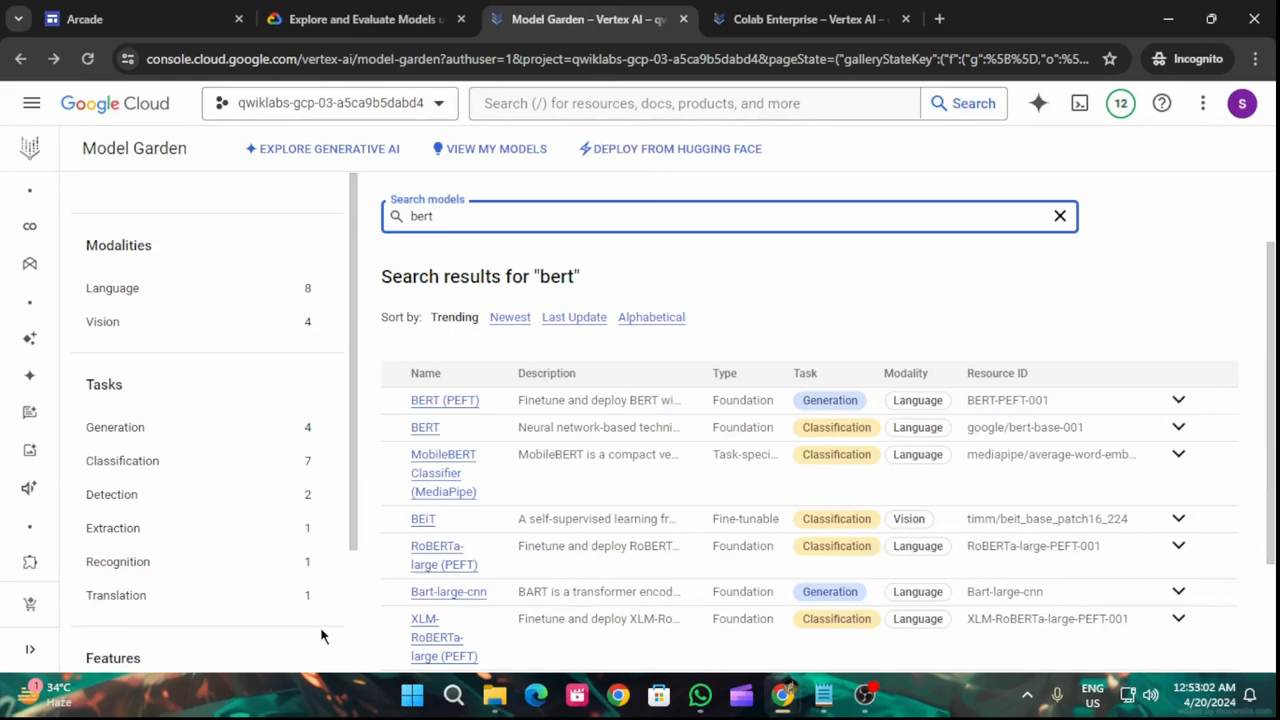 Arcade
Explore and Evaluate Models u
Model Garden – Vertex AI – qw
Colab Enterprise – Vertex AI –
console.cloud.google.com/vertex-ai/model-garden?authuser=1&project=qwiklabs-gcp-03-a5ca9b5dabd4&pageState=({"galleryStateKey":{"f":{"g":%5B%5D,"o":%5...
Incognito
Google Cloud
qwiklabs-gcp-03-a5ca9b5dabd4
Search (/) for resources, docs, products, and more
Search
12
S
Model Garden
EXPLORE GENERATIVE AI
VIEW MY MODELS
DEPLOY FROM HUGGING FACE
Modalities
Language 8
Vision 4
Tasks
Generation 4
Classification 7
Detection 2
Extraction 1
Recognition 1
Translation 1
Features
Search models
bert
Search results for "bert"
Sort by: Trending Newest Last Update Alphabetical
Name Description Type Task Modality Resource ID
BERT (PEFT) Finetune and deploy BERT wi... Foundation Generation Language BERT-PEFT-001
BERT Neural network-based techni... Foundation Classification Language google/bert-base-001
MobileBERT MobileBERT is a compact ve... Task-speci... Classification Language mediapipe/average-word-emb...
Classifier
(MediaPipe)
BEiT A self-supervised learning fr... Fine-tunable Classification Vision timm/beit_base_patch16_224
RoBERTa- Finetune and deploy RoBERT... Foundation Classification Language RoBERTa-large-PEFT-001
large (PEFT)
Bart-large-cnn BART is a transformer encod... Foundation Generation Language Bart-large-cnn
XLM- Finetune and deploy XLM-Ro... Foundation Classification Language XLM-RoBERTa-large-PEFT-001
RoBERTa-
large (PEFT)
1
34°C
Haze
ENG
US
12:53:02 AM
4/20/2024